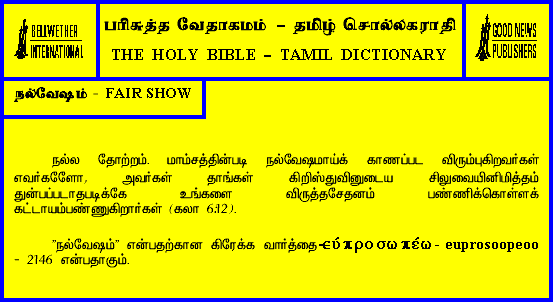 BELLWETHER
INTERNATIONAL
பரிசுத்த வேதாகமம் – தமிழ் சொல்லகராதி
THE HOLY BIBLE – TAMIL DICTIONARY
GOOD NEWS
PUBLISHERS
நல்வேஷம் - FAIR SHOW
நல்ல தோற்றம். மாம்சத்தின்படி நல்வேஷமாய்க் காணப்பட விரும்புகிறவர்கள்
எவர்களோ, அவர்கள் தாங்கள் கிறிஸ்துவினுடைய சிலுவையினிமித்தம்
துன்பப்படாதபடிக்கே உங்களை விருத்தசேதனம் பண்ணிக்கொள்ளக்
கட்டாயம்பண்ணுகிறார்கள் (கலா 6:12).
"நல்வேஷம்" என்பதற்கான கிரேக்க வார்த்தை-εύπροσωπέω - euprosoopeoo
- 2146 என்பதாகும்.